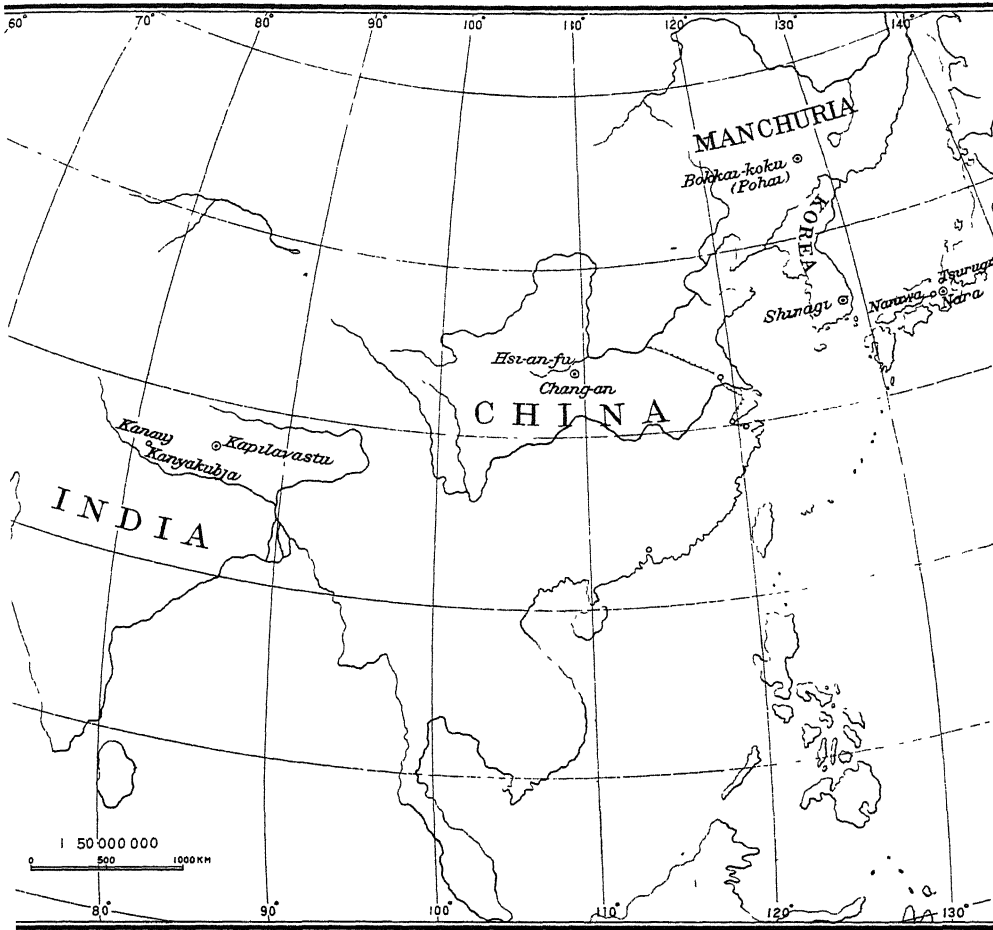 60° 70° 80° 90° 100° 110° 120° 130° 140°
MANCHURIA
Bokkai-koku
(Pohai)
KOREA
Tsuruga
Naniwa
Nara
Shiragi
Hsi-an-fu
Chang-an
CHINA
Kanauj
Kapilavastu
Kanyakubja
INDIA
1 50 000 000
0 500 1000 KM
80° 90° 100° 110° 120° 130°